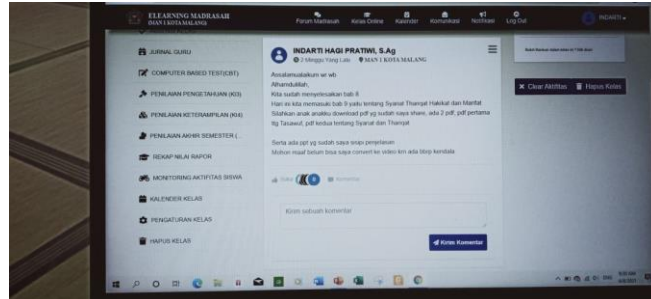 ELEARNING MADRASAH
(MAN 1 KOTA MALANG)
Forum Madrasah
Kelas Online
Kalender
Komunikasi
Notifikasi
Log Out
INDARTI
JURNAL GURU
COMPUTER BASED TEST(CBT)
PENILAIAN PENGETAHUAN (KI3)
PENILAIAN KETERAMPILAN (KI4)
PENILAIAN AKHIR SEMESTER (
REKAP NILAI RAPOR
MONITORING AKTIFITAS SISWA
KALENDER KELAS
PENGATURAN KELAS
HAPUS KELAS
INDARTI HAGI PRATIWI, S.Ag
2 Minggu Yang Lalu
MAN 1 KOTA MALANG
Assalamualaikum wr wb
Alhamdulillah,
Kita sudah menyelesaikan bab 8
Hari ini kita memasuki bab 9 yaitu tentang Syariat Thariqat Hakikat dan Marifat
Silahkan anak anakku download pdf yg sudah saya share, ada 2 pdf, pdf pertama
ttg Tasawuf, pdf kedua tentang Syariat dan Thariqat
Serta ada ppt yg sudah saya
Mohon maaf belum bisa saya convert ke video krn ada bbrp kendala
Suka
Komentar
Kirim sebuah komentar
Kirim Komentar
Clear Aktifitas
Hapus Kelas
ENG